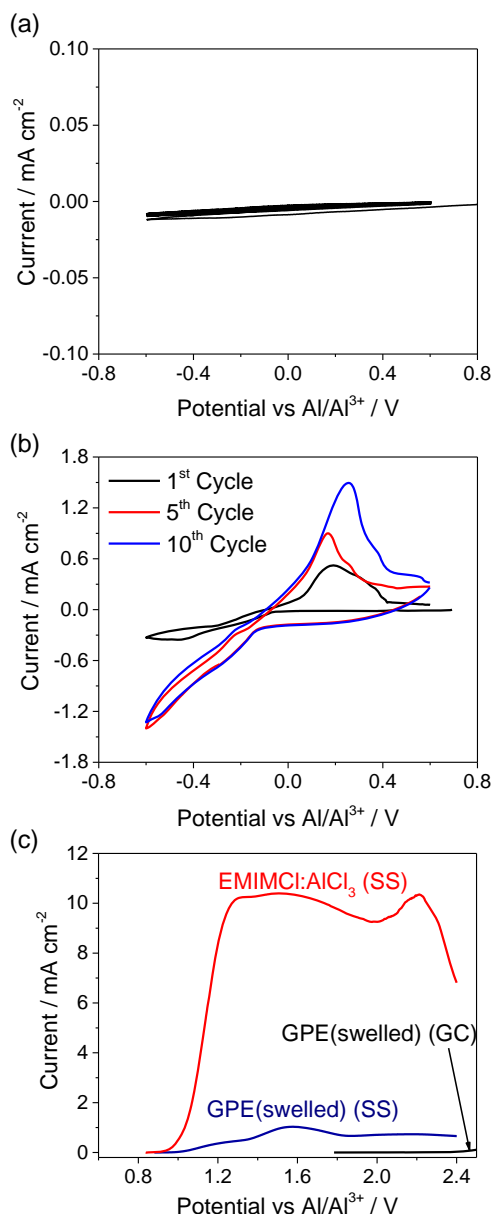 (a)
0.10
0.05
0.00
-0.05
-0.10
Currrent / mA cm-2
-0.8 -0.4 0.0 0.4 0.8
Potential vs Al/Al3+ / V
(b)
1.8
1.2
0.6
0.0
-0.6
-1.2
-1.8
Current / mA cm-2
1st Cycle
5th Cycle
10th Cycle
-0.8 -0.4 0.0 0.4 0.8
Potential vs Al/Al3+ / V
(c)
12
10
8
6
4
2
0
Current / mA cm-2
EMIMCl:AlCl3 (SS)
GPE(swelled) (GC)
GPE(swelled) (SS)
0.8 1.2 1.6 2.0 2.4
Potential vs Al/Al3+ / V